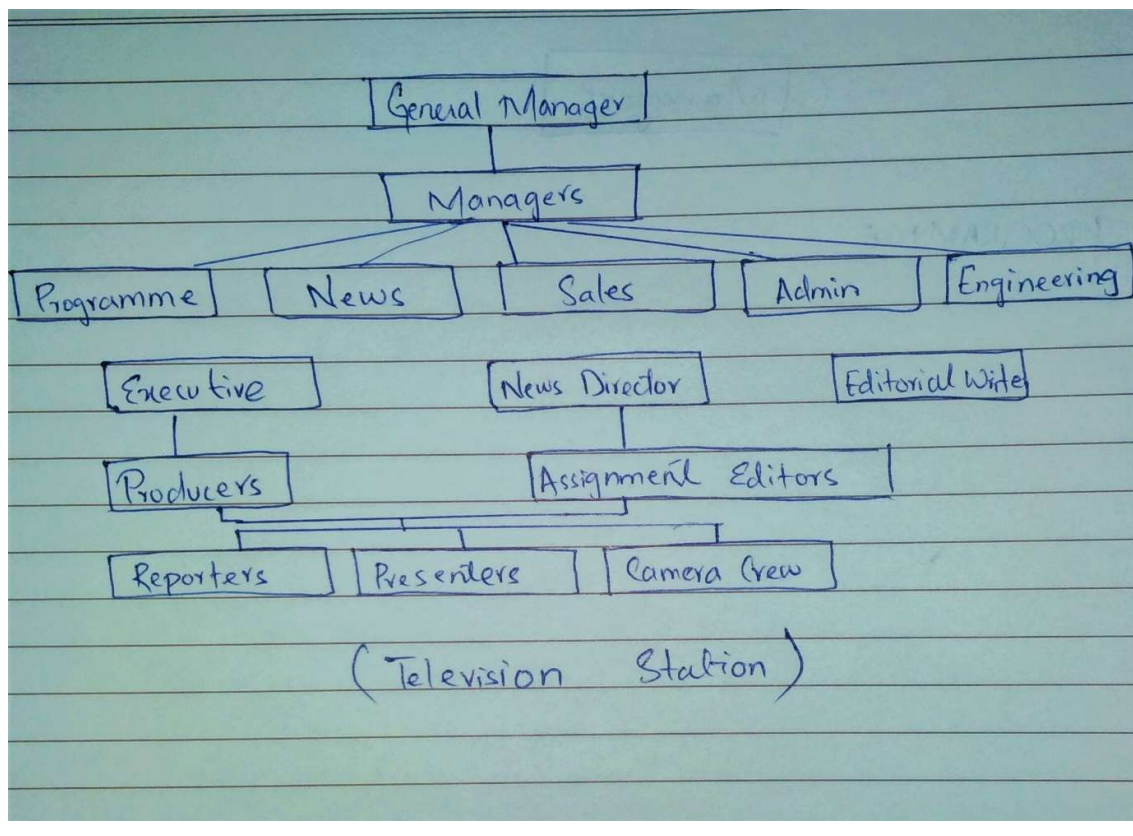 General Manager
Managers
Programme News Sales Admin Engineering
Executive News Director Editorial Write
Producers Assignment Editors
Reporters Presenters Camera Crew
(Television Station)